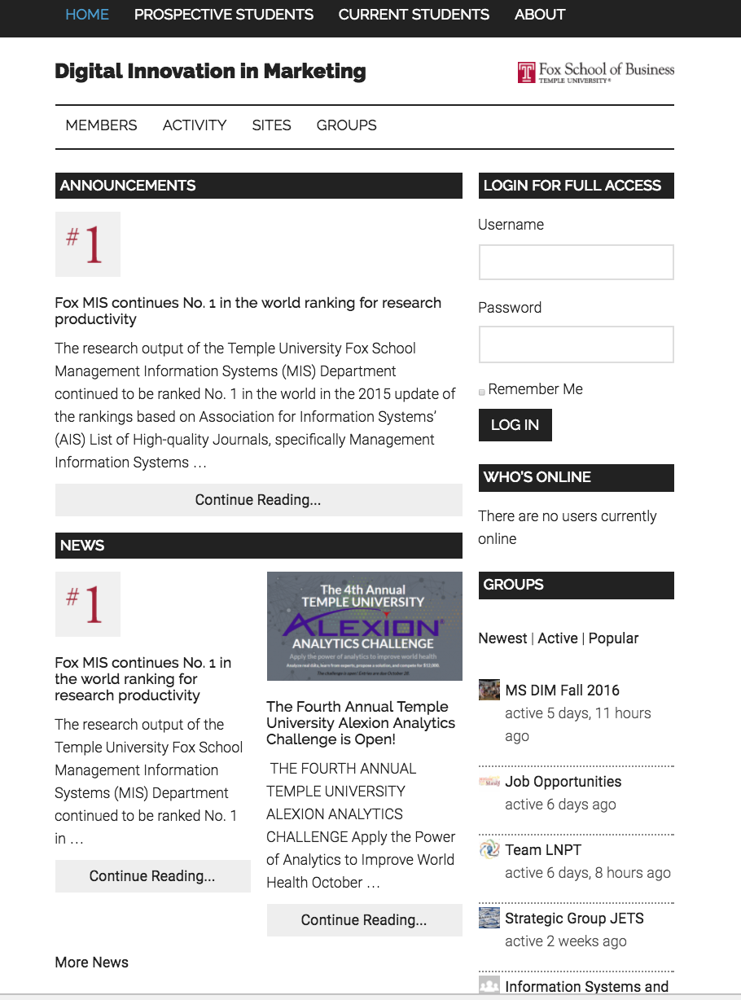 HOME PROSPECTIVE STUDENTS CURRENT STUDENTS ABOUT
Digital Innovation in Marketing
Fox School of Business
TEMPLE UNIVERSITY®
MEMBERS ACTIVITY SITES GROUPS
ANNOUNCEMENTS
#1
Fox MIS continues No. 1 in the world ranking for research
productivity
The research output of the Temple University Fox School
Management Information Systems (MIS) Department
continued to be ranked No. 1 in the world in the 2015 update of
the rankings based on Association for Information Systems’
(AIS) List of High-quality Journals, specifically Management
Information Systems …
Continue Reading...
NEWS
#1
Fox MIS continues No. 1 in
the world ranking for
research productivity
The research output of the
Temple University Fox School
Management Information
Systems (MIS) Department
continued to be ranked No. 1
in …
Continue Reading...
The 4th Annual
TEMPLE UNIVERSITY
ALEXION®
ANALYTICS CHALLENGE
Apply the power of analytics to improve world health
Analyze real data, learn from experts, propose a solution, and compete for $12,000.
The challenge is open! Entries are due October 28.
The Fourth Annual Temple
University Alexion Analytics
Challenge is Open!
THE FOURTH ANNUAL
TEMPLE UNIVERSITY
ALEXION ANALYTICS
CHALLENGE Apply the Power
of Analytics to Improve World
Health October …
Continue Reading...
More News
LOGIN FOR FULL ACCESS
Username
Password
Remember Me
LOG IN
WHO'S ONLINE
There are no users currently
online
GROUPS
Newest | Active | Popular
MS DIM Fall 2016
active 5 days, 11 hours
ago
Job Opportunities
active 6 days ago
Team LNPT
active 6 days, 8 hours ago
Strategic Group JETS
active 2 weeks ago
Information Systems and